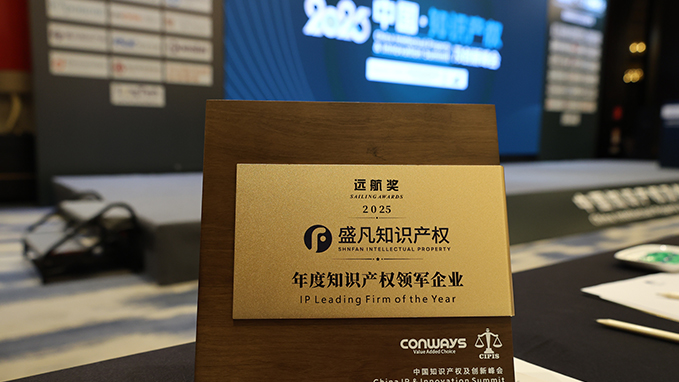 2025 中国·知识产权
远航奖
SAILING AWARDS
2025
盛凡知识产权
SHNFAN INTELLECTUAL PROPERTY
年度知识产权领军企业
IP Leading Firm of the Year
CONWAYS
Value Added Choice
CIPIS
中国知识产权及创新峰会
China IP & Innovation Summit